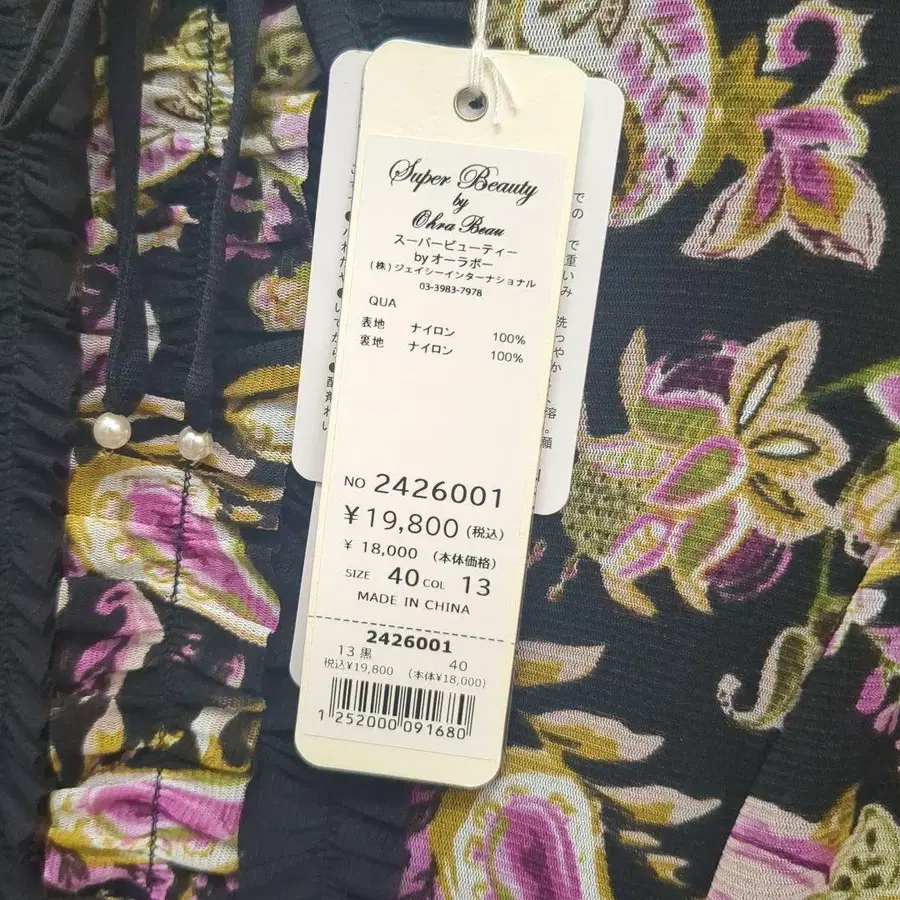 Super Beauty
by
Ohra Beau
スーパービューティー
by オーラボー
(株)ジェイシーインターナショナル
03-3983-7978
QUA
表地 ナイロン 100%
裏地 ナイロン 100%
NO 2426001
¥19,800(税込)
¥ 18,000 (本体価格)
SIZE 40 COL 13
MADE IN CHINA
2426001
13 黒 40
税込¥19,800 (本体¥18,000)
1 252000 091680